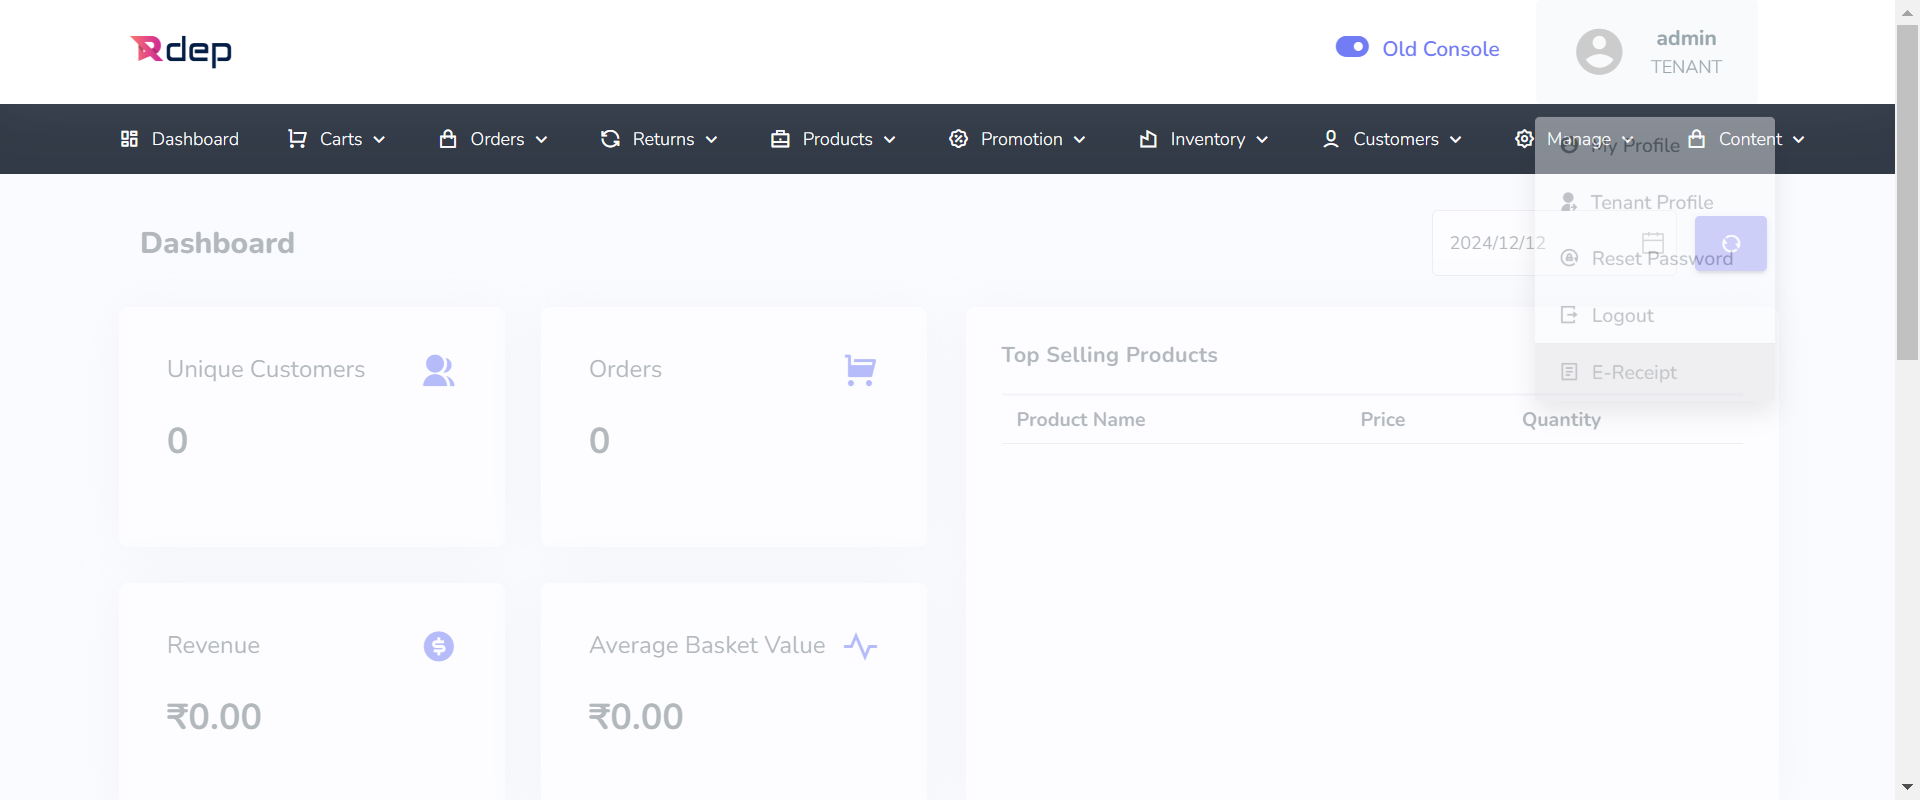 Rdep
Old Console
admin
TENANT
Dashboard
Carts
Orders
Returns
Products
Promotion
Inventory
Customers
Manage
Content
My Profile
Tenant Profile
Reset Password
Logout
E-Receipt
Dashboard
2024/12/12
Unique Customers
0
Orders
0
Top Selling Products
Product Name Price Quantity
Revenue
₹0.00
Average Basket Value
₹0.00